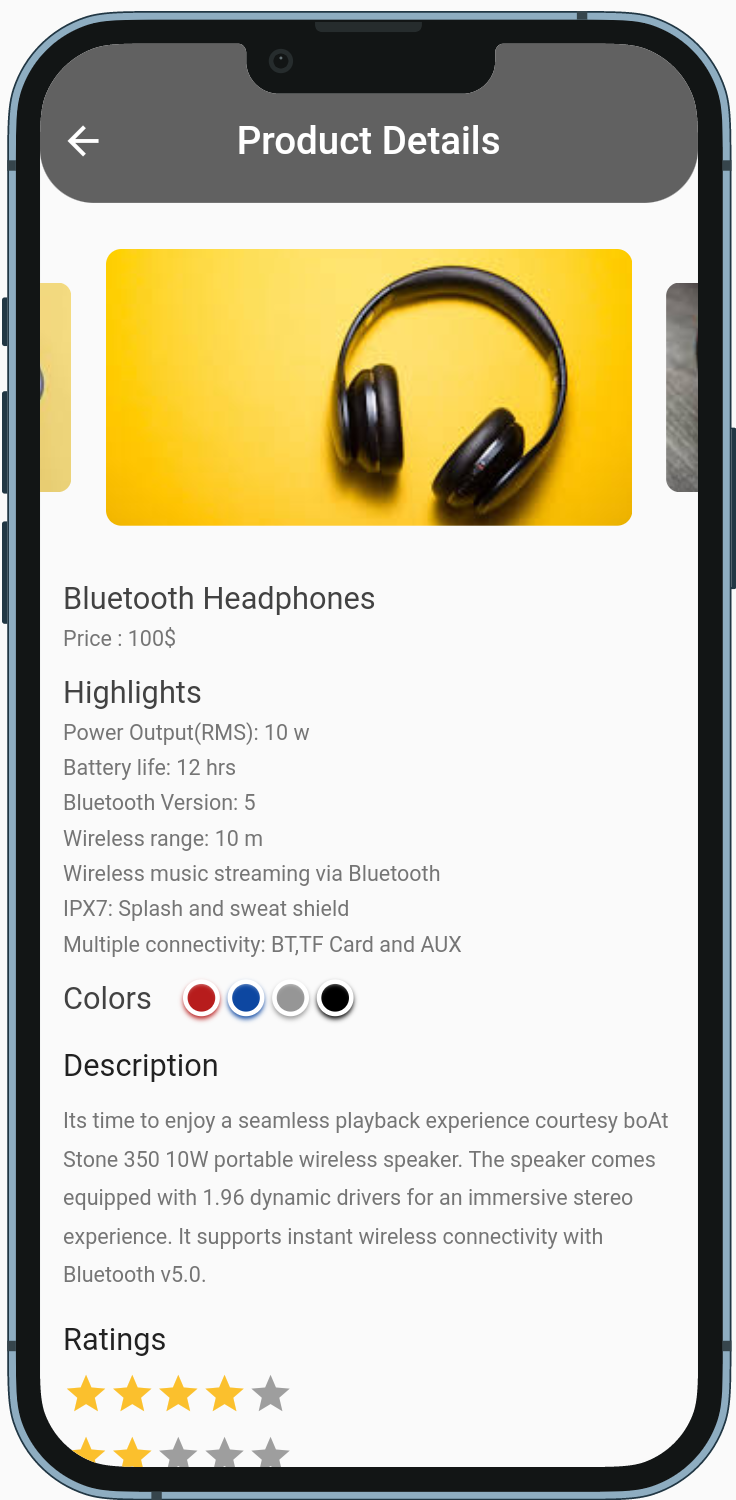 Product Details
Bluetooth Headphones
Price : 100$
Highlights
Power Output(RMS): 10 w
Battery life: 12 hrs
Bluetooth Version: 5
Wireless range: 10 m
Wireless music streaming via Bluetooth
IPX7: Splash and sweat shield
Multiple connectivity: BT,TF Card and AUX
Colors
Description
Its time to enjoy a seamless playback experience courtesy boAt
Stone 350 10W portable wireless speaker. The speaker comes
equipped with 1.96 dynamic drivers for an immersive stereo
experience. It supports instant wireless connectivity with
Bluetooth v5.0.
Ratings